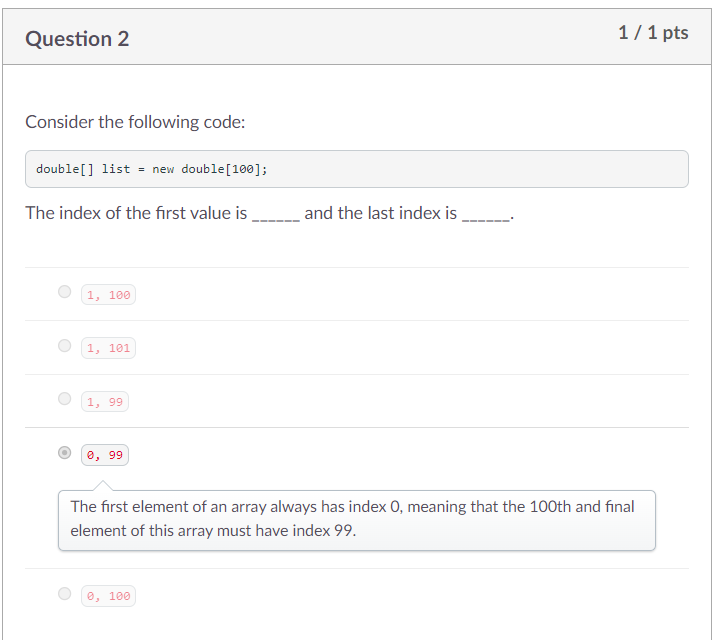 Question 2
1 / 1 pts
Consider the following code:
double[] list = new double[100];
The index of the first value is ______ and the last index is ______.
1, 100
1, 101
1, 99
0, 99
The first element of an array always has index 0, meaning that the 100th and final
element of this array must have index 99.
0, 100